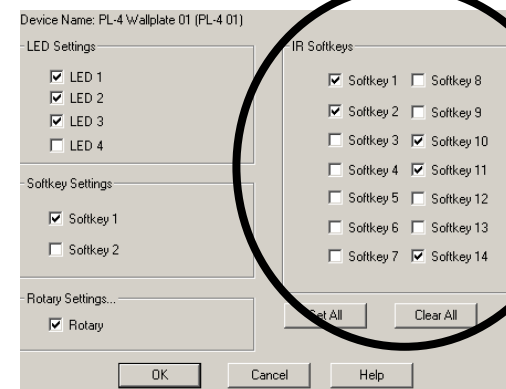 Device Name: PL-4 Wallplate 01 (PL-4 01)
LED Settings
LED 1
LED 2
LED 3
LED 4
Softkey Settings
Softkey 1
Softkey 2
Rotary Settings...
Rotary
IR Softkeys
Softkey 1 Softkey 8
Softkey 2 Softkey 9
Softkey 3 Softkey 10
Softkey 4 Softkey 11
Softkey 5 Softkey 12
Softkey 6 Softkey 13
Softkey 7 Softkey 14
Set All Clear All
OK Cancel Help